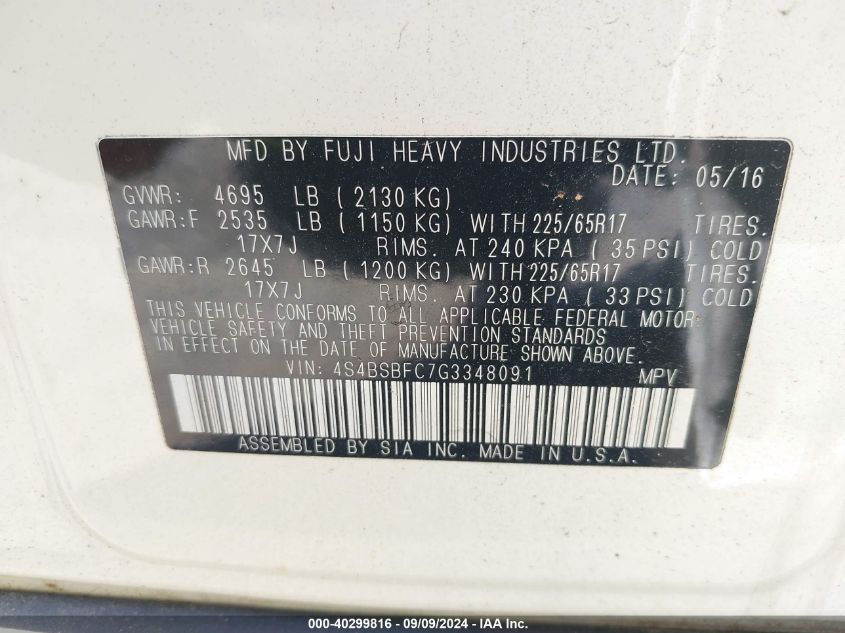 MFD BY FUJI HEAVY INDUSTRIES LTD.
DATE: 05/16
GVWR: 4695 LB ( 2130 KG)
GAWR:F 2535 LB ( 1150 KG) WITH 225/65R17 TIRES.
17X7J RIMS. AT 240 KPA ( 35 PSI) COLD
GAWR:R 2645 LB ( 1200 KG) WITH 225/65R17 TIRES.
17X7J RIMS. AT 230 KPA ( 33 PSI) COLD
THIS VEHICLE CONFORMS TO ALL APPLICABLE FEDERAL MOTOR
VEHICLE SAFETY AND THEFT PREVENTION STANDARDS
IN EFFECT ON THE DATE OF MANUFACTURE SHOWN ABOVE.
VIN: 4S4BSBFC7G3348091 MPV
ASSEMBLED BY SIA INC. MADE IN U.S.A.
000-40299816 - 09/09/2024 - IAA Inc.